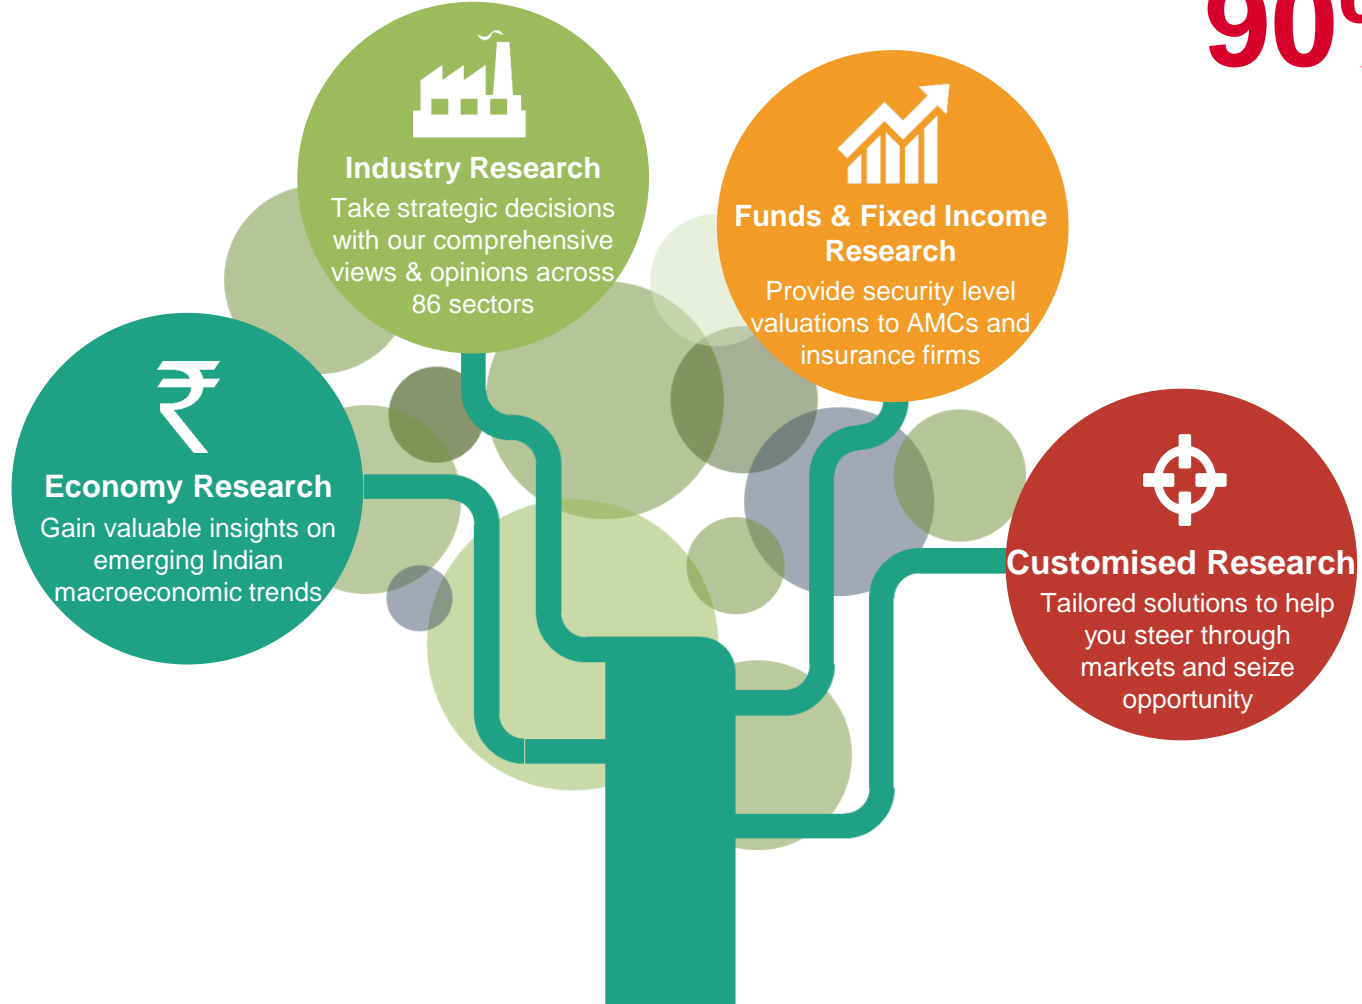 90%
Industry Research
Take strategic decisions
with our comprehensive
views & opinions across
86 sectors
Funds & Fixed Income
Research
Provide security level
valuations to AMCs and
insurance firms
₹
Economy Research
Gain valuable insights on
emerging Indian
macroeconomic trends
Customised Research
Tailored solutions to help
you steer through
markets and seize
opportunity